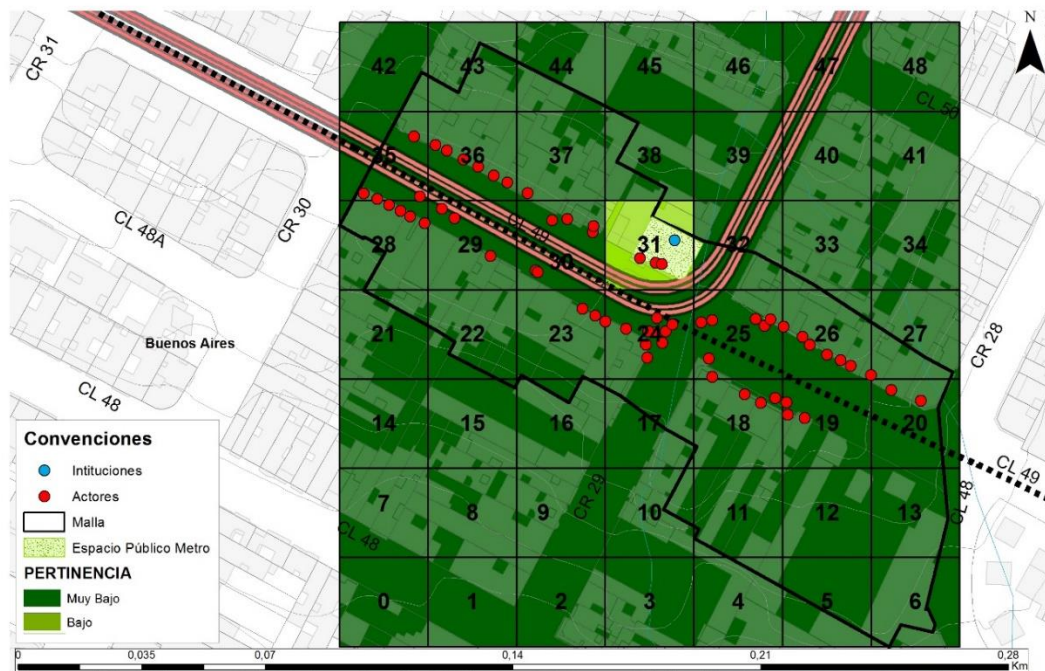 N
CR 31
42 43 44 45 46 47 48
CL 50
35 36 37 38 39 40 41
CL 48A
CR 30
CL 49
28 29 30 31 32 33 34
21 22 23 24 25 26 27
Buenos Aires
CR 28
CL 48
14 15 16 17 18 19 20
CL 49
CR 29
CL 48
7 8 9 10 11 12 13
CL 48
0 1 2 3 4 5 6
Convenciones
Intituciones
Actores
Malla
Espacio Público Metro
PERTINENCIA
Muy Bajo
Bajo
0 0,035 0,07 0,14 0,21 0,28
Km